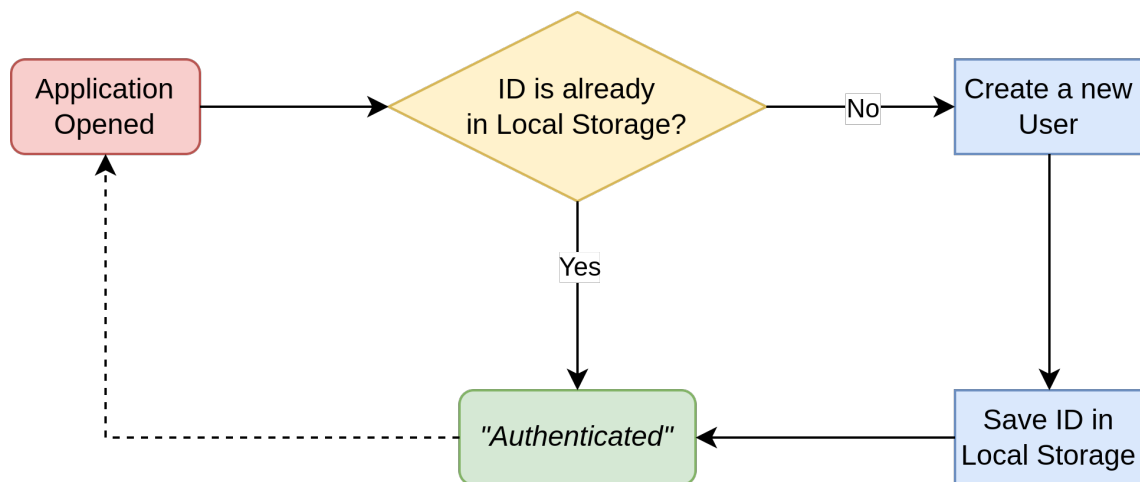 Application
Opened
ID is already
in Local Storage?
No
Create a new
User
Yes
"Authenticated"
Save ID in
Local Storage